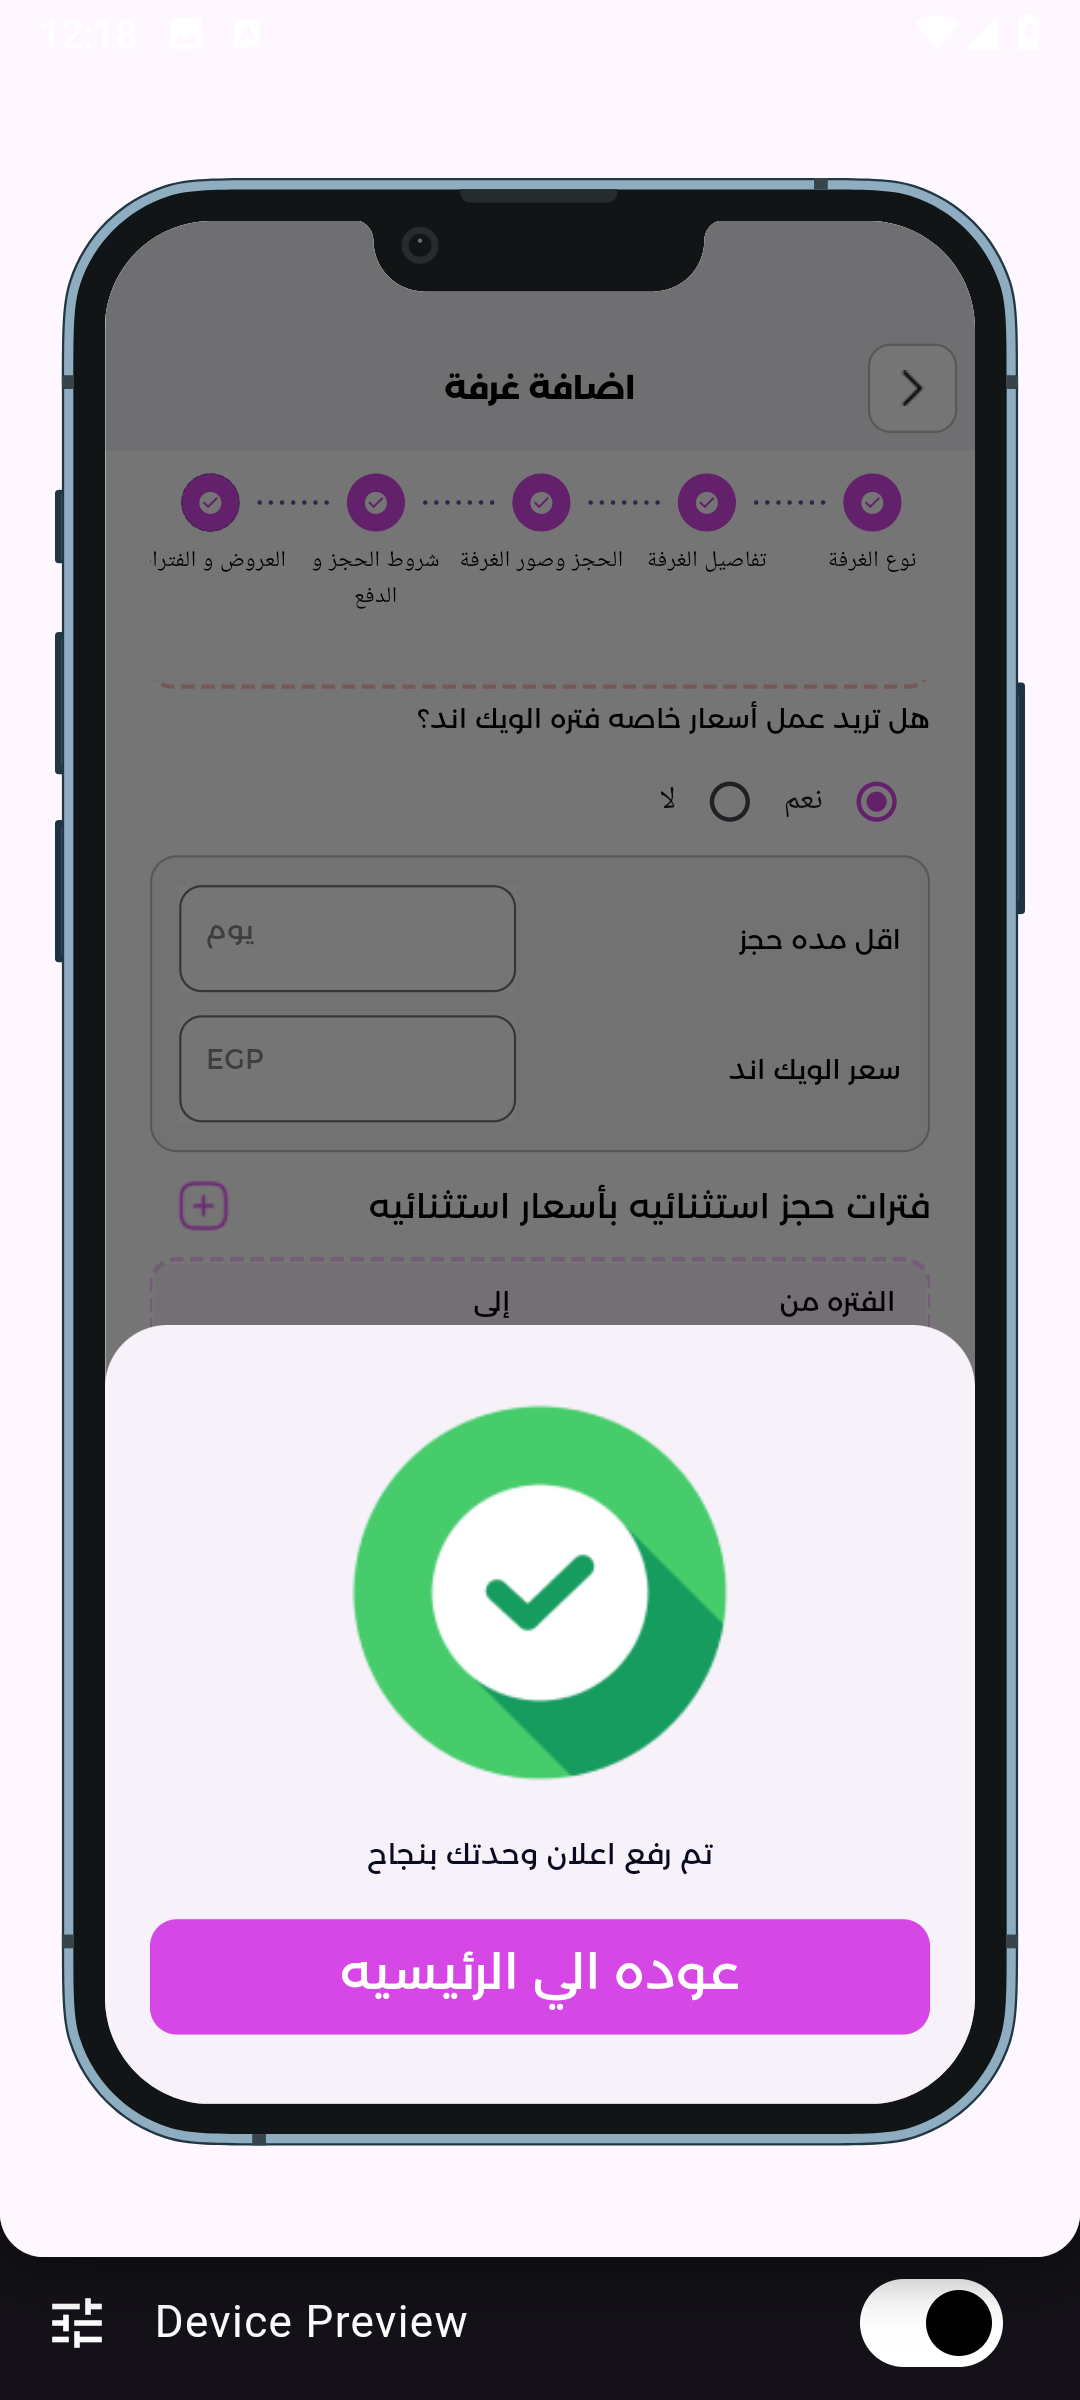 12:18
اضافة غرفة
نوع الغرفة
تفاصيل الغرفة
الحجز وصور الغرفة
شروط الحجز و
الدفع
العروض و الفترا
هل تريد عمل أسعار خاصه فتره الويك اند؟
نعم
لا
اقل مده حجز
يوم
سعر الويك اند
EGP
فترات حجز استثنائيه بأسعار استثنائيه
الفتره من
إلى
تم رفع اعلان وحدتك بنجاح
عوده الي الرئيسيه
Device Preview